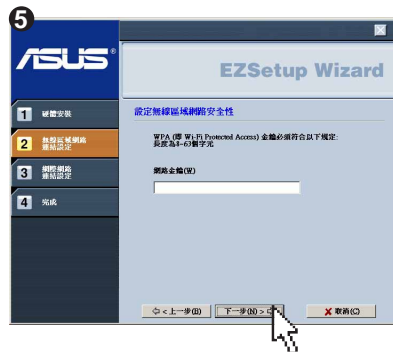 5
ASUS®
EZSetup Wizard
1 硬體安裝
2 無線區域網路
連結設定
3 網際網路
連結設定
4 完成
設定無線區域網路安全性
WPA (即 Wi-Fi Protected Access) 金鑰必須符合以下規定:
長度為8-63個字元
網路金鑰(W)
< 上一步(B)
下一步(N) >
取消(C)